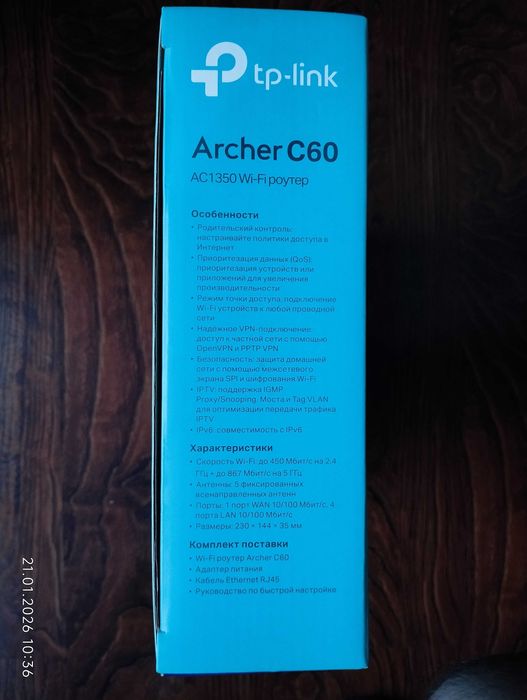 tp-link
Archer C60
AC1350 Wi-Fi роутер
Особенности
• Родительский контроль:
настраивайте политики доступа в
Интернет
• Приоритезация данных (QoS):
приоритезация устройств или
приложений для увеличения
производительности
• Режим точки доступа: подключение
Wi-Fi устройств к любой проводной
сети
• Надёжное VPN-подключение:
доступ к частной сети с помощью
OpenVPN и PPTP VPN
• Безопасность: защита домашней
сети с помощью межсетевого
экрана SPI и шифрования Wi-Fi
• IPTV: поддержка IGMP
Proxy/Snooping, Моста и Tag VLAN
для оптимизации передачи трафика
IPTV
• IPv6: совместимость с IPv6
Характеристики
• Скорость Wi-Fi: до 450 Мбит/с на 2,4
ГГц + до 867 Мбит/с на 5 ГГц
• Антенны: 5 фиксированных
всенаправленных антенн
• Порты: 1 порт WAN 10/100 Мбит/с, 4
порта LAN 10/100 Мбит/с
• Размеры: 230 × 144 × 35 мм
Комплект поставки
• Wi-Fi роутер Archer C60
• Адаптер питания
• Кабель Ethernet RJ45
• Руководство по быстрой настройке
21.01.2026 10:36